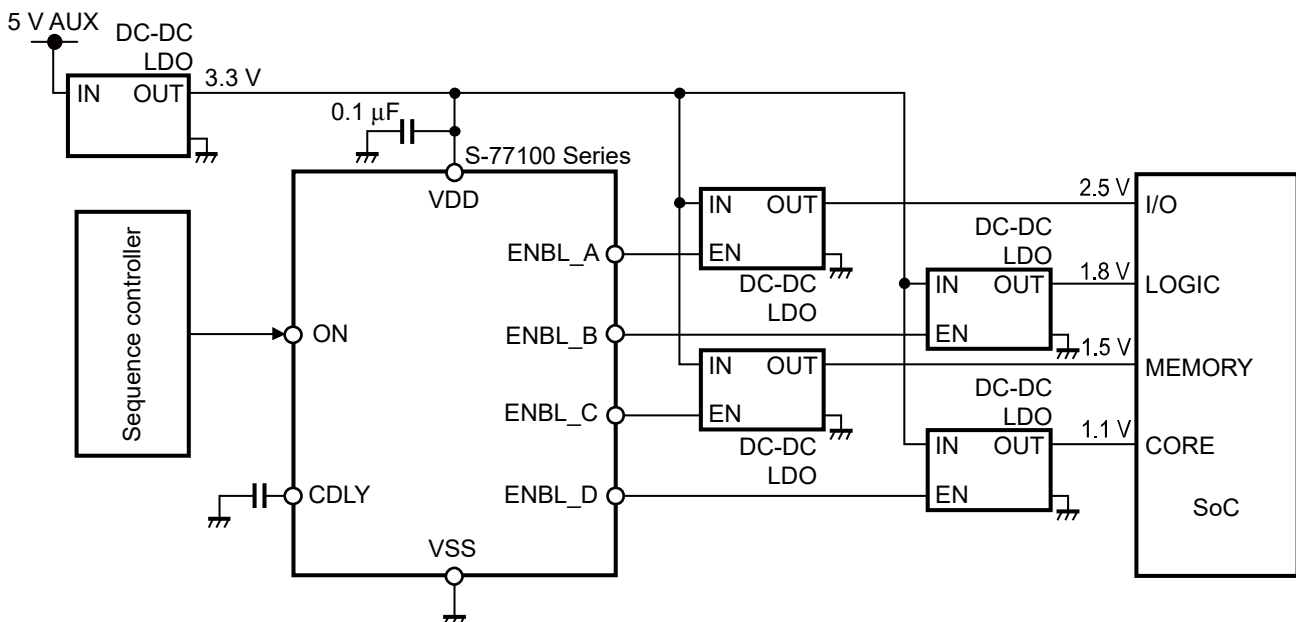 5 V AUX
DC-DC
LDO
IN OUT
3.3 V
0.1 μF
S-77100 Series
VDD
Sequence controller
ON
CDLY
VSS
ENBL_A
ENBL_B
ENBL_C
ENBL_D
IN OUT
EN
DC-DC
LDO
2.5 V
I/O
DC-DC
LDO
IN OUT
EN
1.8 V
LOGIC
IN OUT
EN
DC-DC
LDO
1.5 V
MEMORY
DC-DC
LDO
IN OUT
EN
1.1 V
CORE
SoC